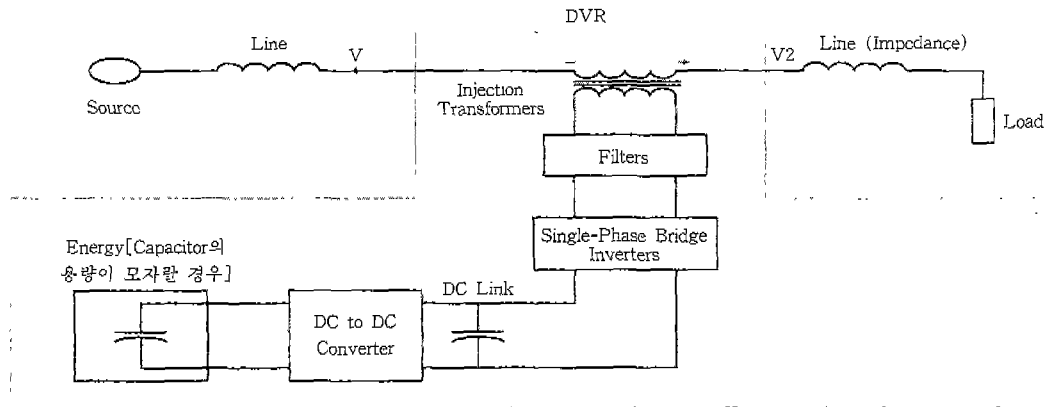 DVR
Line
V
V2
Line (Impedance)
Source
Injection
Transformers
Load
Filters
Single-Phase Bridge
Inverters
Energy[Capacitor의
용량이 모자랄 경우]
DC Link
DC to DC
Converter